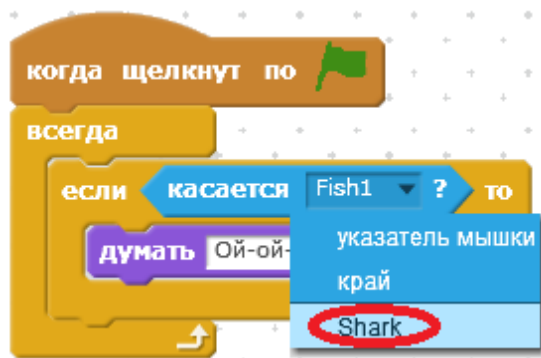 когда щелкнут по
всегда
если касается Fish1 ? то
думать Ой-ой-
указатель мышки
край
Shark